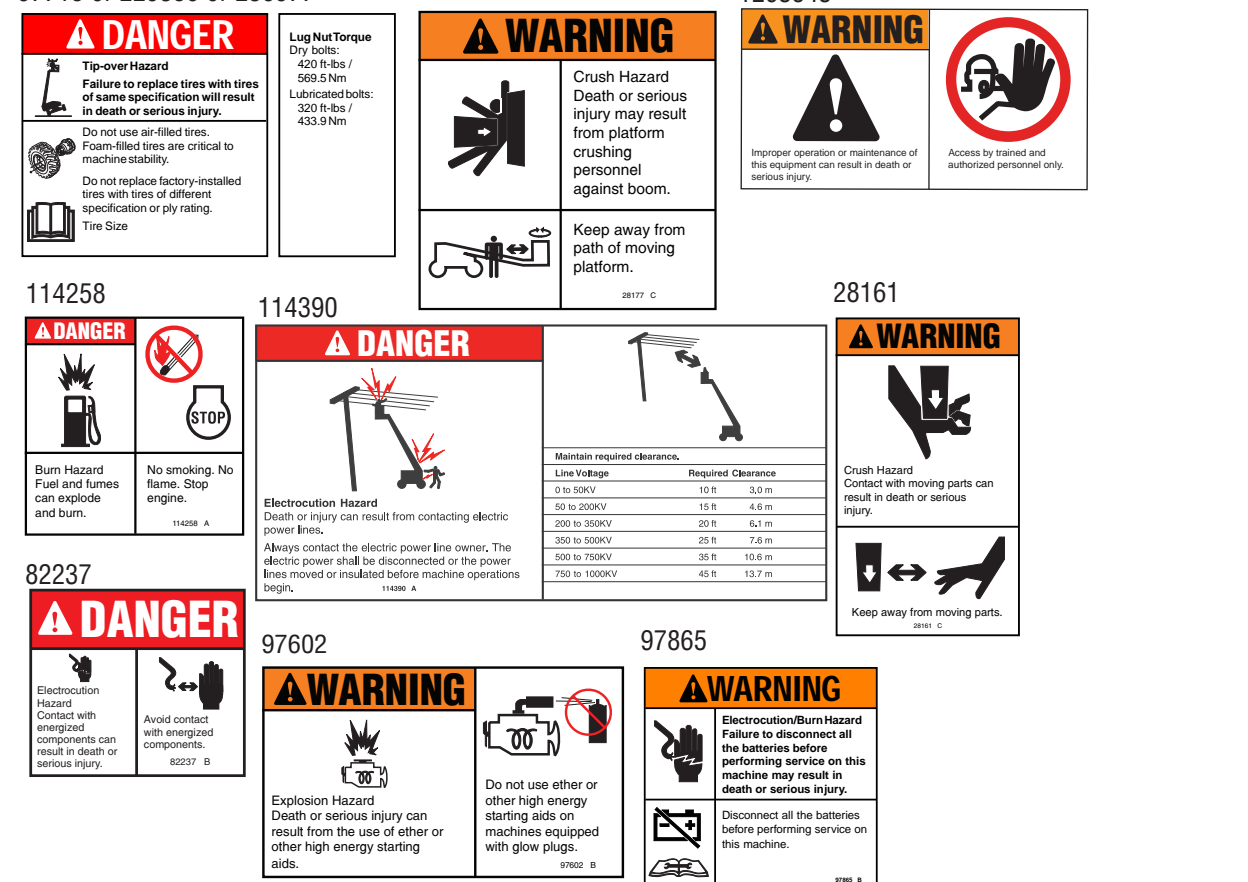 DANGER
Tip-over Hazard
Failure to replace tires with tires
of same specification will result
in death or serious injury.
Do not use air-filled tires.
Foam-filled tires are critical to
machine stability.
Do not replace factory-installed
tires with tires of different
specification or ply rating.
Tire Size
Lug Nut Torque
Dry bolts:
420 ft-lbs /
569.5 Nm
Lubricated bolts:
320 ft-lbs /
433.9 Nm
WARNING
Crush Hazard
Death or serious
injury may result
from platform
crushing
personnel
against boom.
Keep away from
path of moving
platform.
28177 C
WARNING
Improper operation or maintenance of
this equipment can result in death or
serious injury.
Access by trained and
authorized personnel only.
114258
DANGER
STOP
Burn Hazard
Fuel and fumes
can explode
and burn.
No smoking. No
flame. Stop
engine.
114258 A
114390
DANGER
Electrocution Hazard
Death or injury can result from contacting electric
power lines.
Always contact the electric power line owner. The
electric power shall be disconnected or the power
lines moved or insulated before machine operations
begin.
114390 A
Maintain required clearance.
Line Voltage Required Clearance
0 to 50KV 10 ft 3,0 m
50 to 200KV 15 ft 4.6 m
200 to 350KV 20 ft 6.1 m
350 to 500KV 25 ft 7.6 m
500 to 750KV 35 ft 10.6 m
750 to 1000KV 45 ft 13.7 m
28161
WARNING
Crush Hazard
Contact with moving parts can
result in death or serious
injury.
Keep away from moving parts.
28161 C
82237
DANGER
Electrocution
Hazard
Contact with
energized
components can
result in death or
serious injury.
Avoid contact
with energized
components.
82237 B
97602
WARNING
Explosion Hazard
Death or serious injury can
result from the use of ether or
other high energy starting
aids.
Do not use ether or
other high energy
starting aids on
machines equipped
with glow plugs.
97602 B
97865
WARNING
Electrocution/Burn Hazard
Failure to disconnect all
the batteries before
performing service on this
machine may result in
death or serious injury.
Disconnect all the batteries
before performing service on
this machine.
97865 B